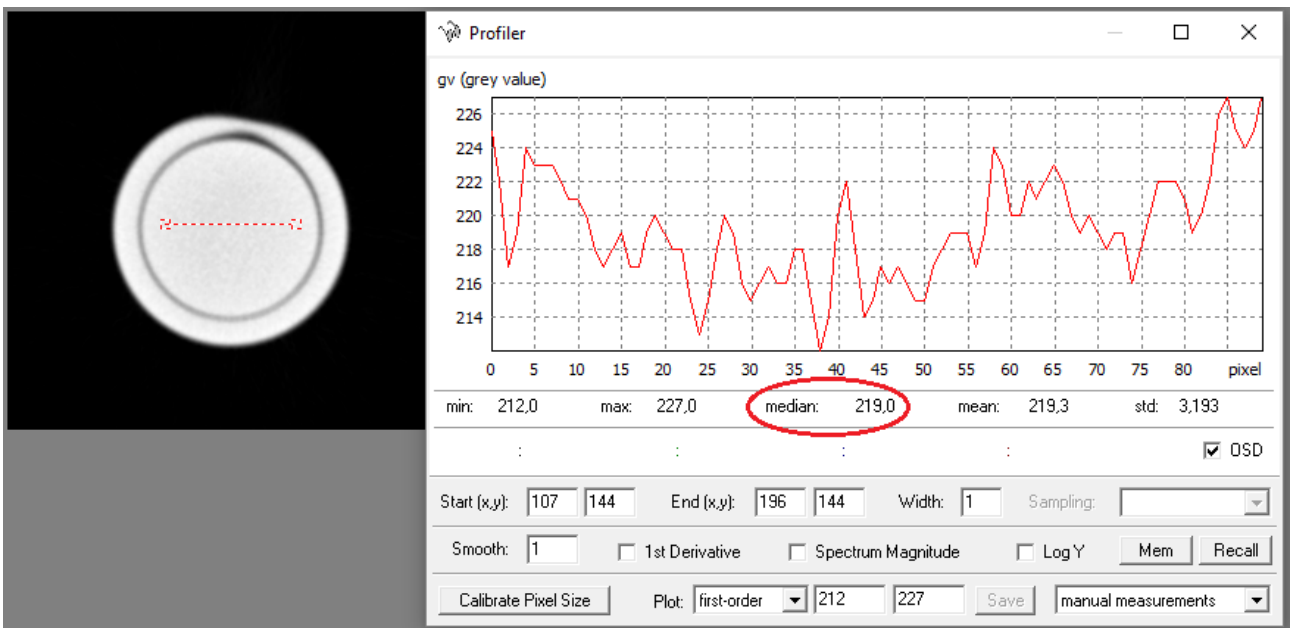 Profiler
gv (grey value)
226
224
222
220
218
216
214
0 5 10 15 20 25 30 35 40 45 50 55 60 65 70 75 80 pixel
min: 212,0 max: 227,0 median: 219,0 mean: 219,3 std: 3,193
: : : : OSD
Start (x,y): 107 144 End (x,y): 196 144 Width: 1 Sampling:
Smooth: 1 1st Derivative Spectrum Magnitude Log Y Mem Recall
Calibrate Pixel Size Plot: first-order 212 227 Save manual measurements